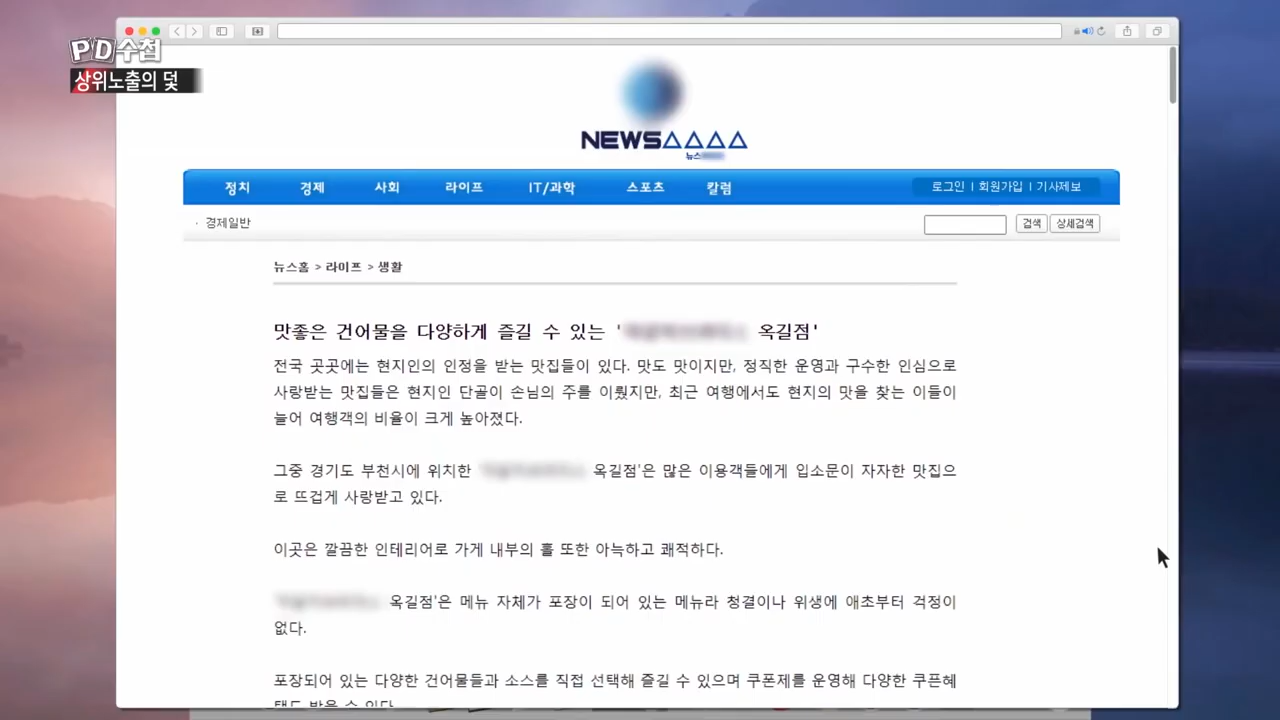 PD수첩
상위노출의 덫
NEWS△△△△
뉴스
정치 경제 사회 라이프 IT/과학 스포츠 칼럼 로그인 | 회원가입 | 기사제보
· 경제일반 검색 상세검색
뉴스홈 > 라이프 > 생활
맛좋은 건어물을 다양하게 즐길 수 있는 ' 옥길점'
전국 곳곳에는 현지인의 인정을 받는 맛집들이 있다. 맛도 맛이지만, 정직한 운영과 구수한 인심으로
사랑받는 맛집들은 현지인 단골이 손님의 주를 이뤘지만, 최근 여행에서도 현지의 맛을 찾는 이들이
늘어 여행객의 비율이 크게 높아졌다.
그중 경기도 부천시에 위치한 ' 옥길점'은 많은 이용객들에게 입소문이 자자한 맛집으
로 뜨겁게 사랑받고 있다.
이곳은 깔끔한 인테리어로 가게 내부의 홀 또한 아늑하고 쾌적하다.
' 옥길점'은 메뉴 자체가 포장이 되어 있는 메뉴라 청결이나 위생에 애초부터 걱정이
없다.
포장되어 있는 다양한 건어물들과 소스를 직접 선택해 즐길 수 있으며 쿠폰제를 운영해 다양한 쿠픈혜
택도 받을 수 있다.